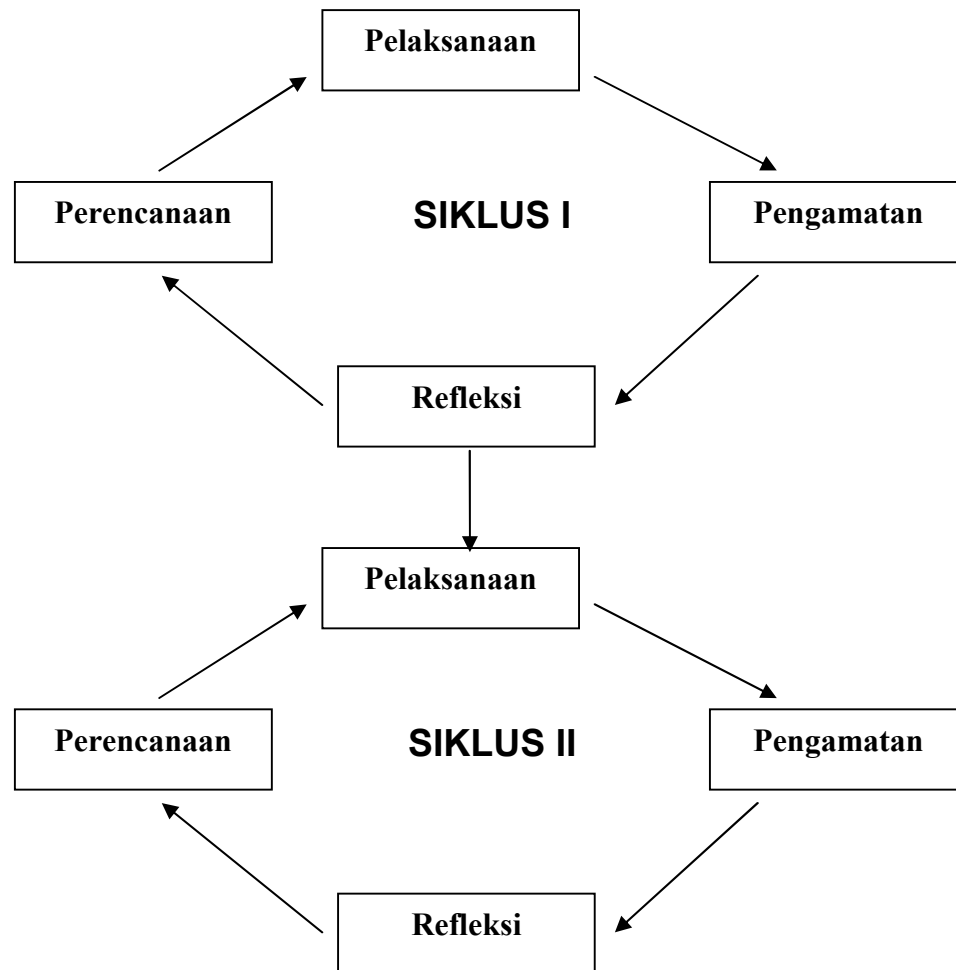 Pelaksanaan
Perencanaan
SIKLUS I
Pengamatan
Refleksi
Pelaksanaan
Perencanaan
SIKLUS II
Pengamatan
Refleksi